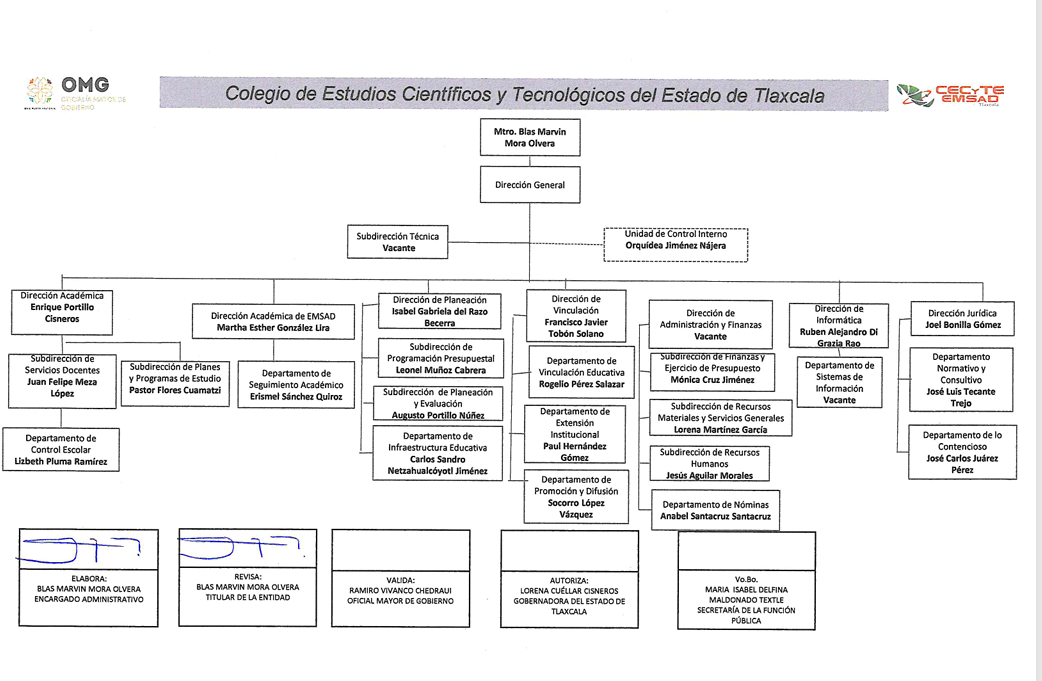 OMG
OFICIALÍA MAYOR DE
GOBIERNO
Colegio de Estudios Científicos y Tecnológicos del Estado de Tlaxcala
CECyTE
EMSAD
Tlaxcala
Mtro. Blas Marvin
Mora Olvera
Dirección General
Subdirección Técnica
Vacante
Unidad de Control Interno
Orquídea Jiménez Nájera
Dirección Académica
Enrique Portillo
Cisneros
Subdirección de
Servicios Docentes
Juan Felipe Meza
López
Departamento de
Control Escolar
Lizbeth Pluma Ramírez
Subdirección de Planes
y Programas de Estudio
Pastor Flores Cuamatzi
Dirección Académica de EMSAD
Martha Esther González Lira
Departamento de
Seguimiento Académico
Erismel Sánchez Quiroz
Dirección de Planeación
Isabel Gabriela del Razo
Becerra
Subdirección de
Programación Presupuestal
Leonel Muñoz Cabrera
Subdirección de Planeación
y Evaluación
Augusto Portillo Núñez
Departamento de
Infraestructura Educativa
Carlos Sandro
Netzahualcóyotl Jiménez
Dirección de
Vinculación
Francisco Javier
Tobón Solano
Departamento de
Vinculación Educativa
Rogelio Pérez Salazar
Departamento de
Extensión
Institucional
Paul Hernández
Gómez
Departamento de
Promoción y Difusión
Socorro López
Vázquez
Dirección de
Administración y Finanzas
Vacante
Subdirección de Finanzas y
Ejercicio de Presupuesto
Mónica Cruz Jiménez
Subdirección de Recursos
Materiales y Servicios Generales
Lorena Martínez García
Subdirección de Recursos
Humanos
Jesús Aguilar Morales
Departamento de Nóminas
Anabel Santacruz Santacruz
Dirección de
Informática
Ruben Alejandro Di
Grazia Rao
Departamento de
Sistemas de
Información
Vacante
Dirección Jurídica
Joel Bonilla Gómez
Departamento
Normativo y
Consultivo
José Luis Tecante
Trejo
Departamento de lo
Contencioso
José Carlos Juárez
Pérez
ELABORA:
BLAS MARVIN MORA OLVERA
ENCARGADO ADMINISTRATIVO
REVISA:
BLAS MARVIN MORA OLVERA
TITULAR DE LA ENTIDAD
VALIDA:
RAMIRO VIVANCO CHEDRAUI
OFICIAL MAYOR DE GOBIERNO
AUTORIZA:
LORENA CUÉLLAR CISNEROS
GOBERNADORA DEL ESTADO DE
TLAXCALA
Vo.Bo.
MARIA ISABEL DELFINA
MALDONADO TEXTLE
SECRETARÍA DE LA FUNCIÓN
PÚBLICA